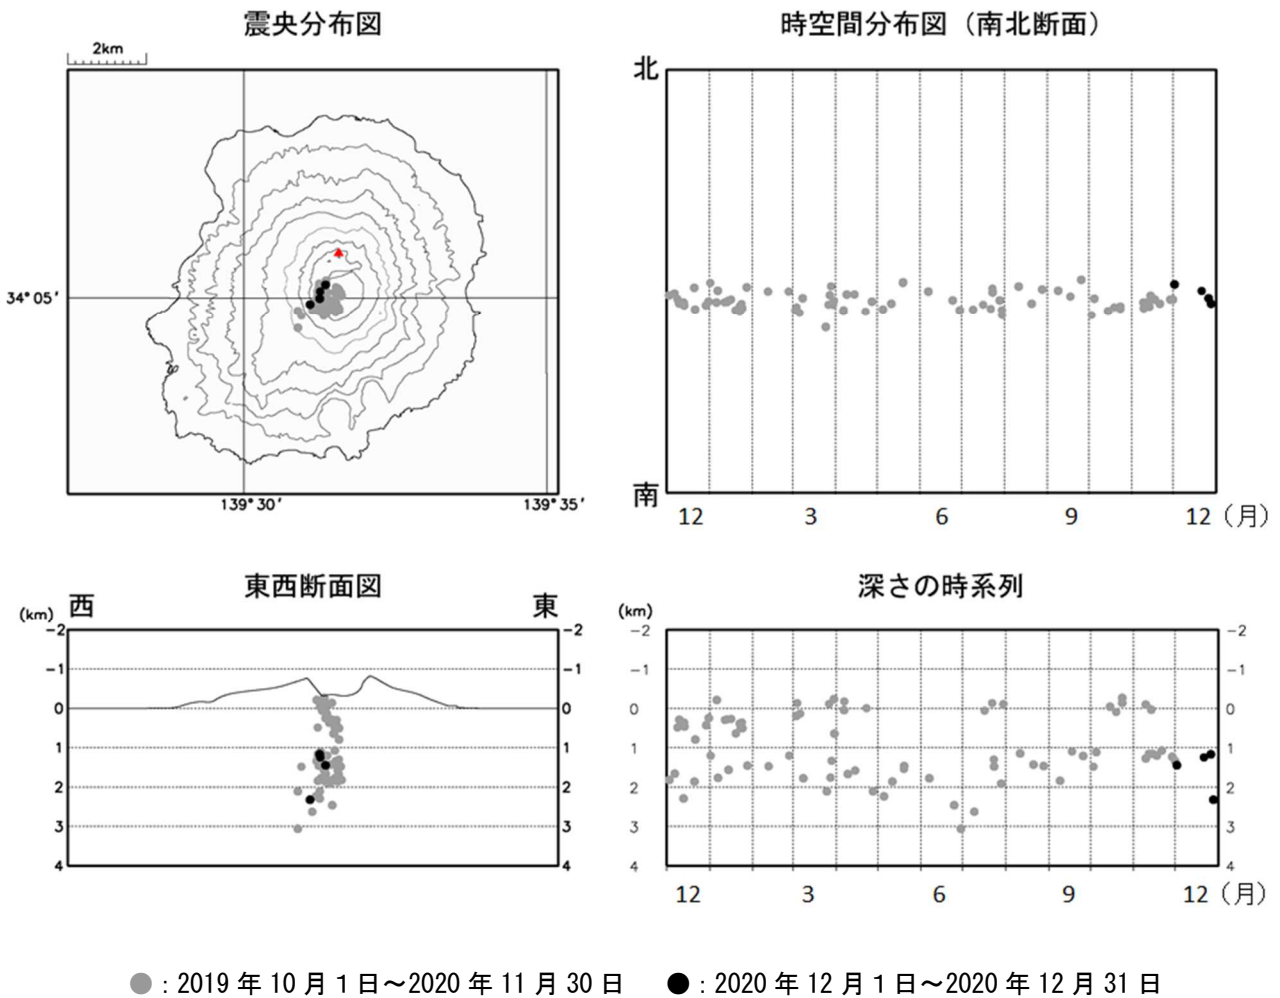 震央分布図
2km
34°05′
139°30′
139°35′
時空間分布図（南北断面）
北
南
12 3 6 9 12（月）
東西断面図
(km) 西 東
-2 -2
-1 -1
0 0
1 1
2 2
3 3
4 4
深さの時系列
(km)
-2 -2
-1 -1
0 0
1 1
2 2
3 3
4 4
12 3 6 9 12（月）
●：2019 年 10 月 1 日～2020 年 11 月 30 日 ●：2020 年 12 月 1 日～2020 年 12 月 31 日